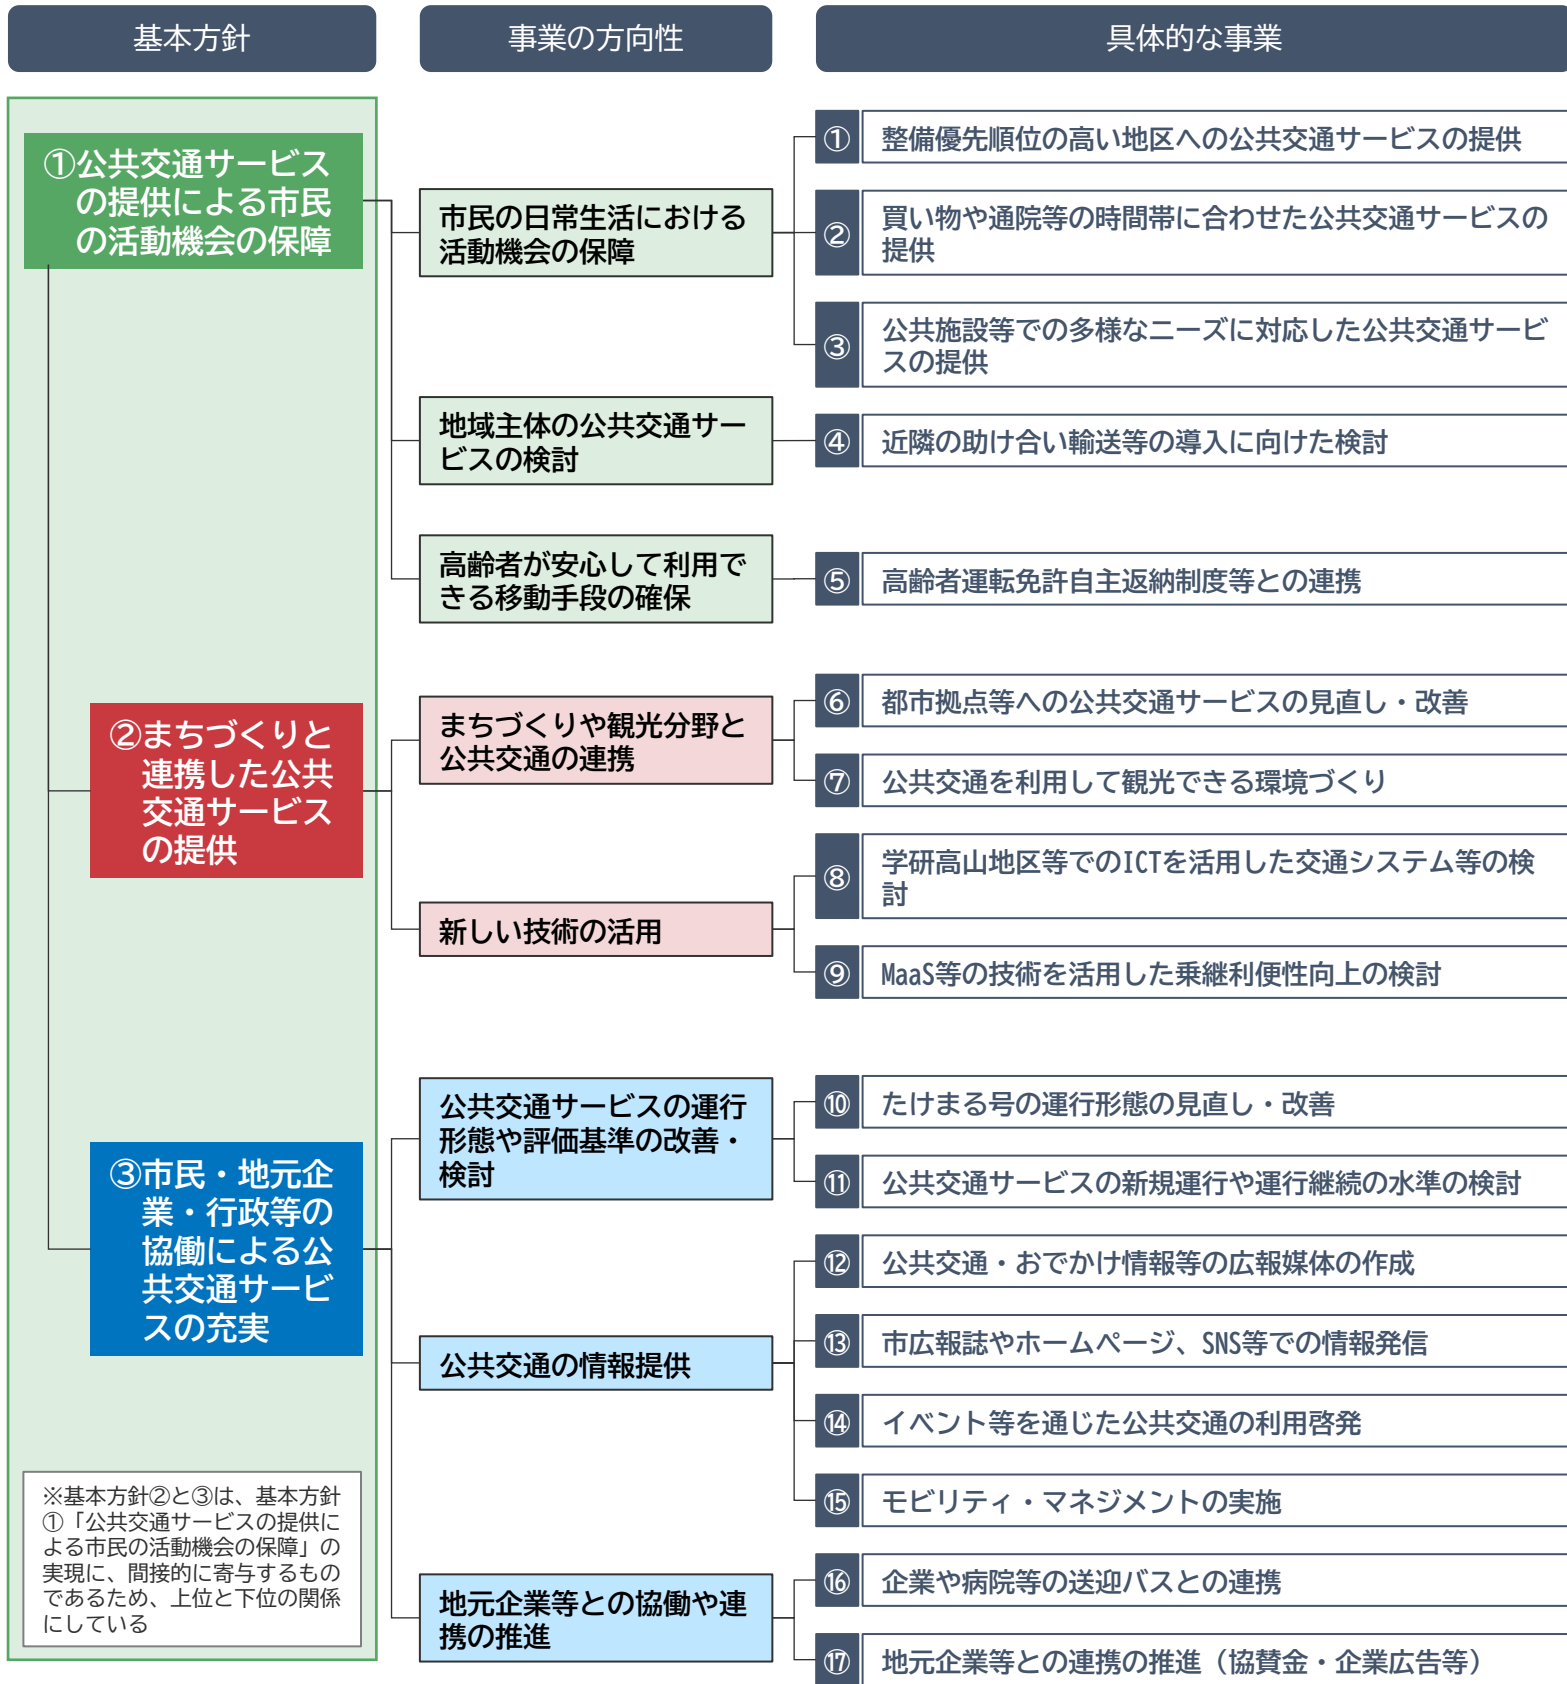 基本方針
事業の方向性
具体的な事業
①公共交通サービス
の提供による市民
の活動機会の保障
市民の日常生活における
活動機会の保障
①
整備優先順位の高い地区への公共交通サービスの提供
②
買い物や通院等の時間帯に合わせた公共交通サービスの
提供
③
公共施設等での多様なニーズに対応した公共交通サービ
スの提供
地域主体の公共交通サー
ビスの検討
④
近隣の助け合い輸送等の導入に向けた検討
高齢者が安心して利用で
きる移動手段の確保
⑤
高齢者運転免許自主返納制度等との連携
②まちづくりと
連携した公共
交通サービス
の提供
まちづくりや観光分野と
公共交通の連携
⑥
都市拠点等への公共交通サービスの見直し・改善
⑦
公共交通を利用して観光できる環境づくり
新しい技術の活用
⑧
学研高山地区等でのICTを活用した交通システム等の検
討
⑨
MaaS等の技術を活用した乗継利便性向上の検討
③市民・地元企
業・行政等の
協働による公
共交通サービ
スの充実
公共交通サービスの運行
形態や評価基準の改善・
検討
⑩
たけまる号の運行形態の見直し・改善
⑪
公共交通サービスの新規運行や運行継続の水準の検討
公共交通の情報提供
⑫
公共交通・おでかけ情報等の広報媒体の作成
⑬
市広報誌やホームページ、SNS等での情報発信
⑭
イベント等を通じた公共交通の利用啓発
⑮
モビリティ・マネジメントの実施
地元企業等との協働や連
携の推進
⑯
企業や病院等の送迎バスとの連携
⑰
地元企業等との連携の推進（協賛金・企業広告等）
※基本方針②と③は、基本方針
①「公共交通サービスの提供に
よる市民の活動機会の保障」の
実現に、間接的に寄与するもの
であるため、上位と下位の関係
にしている